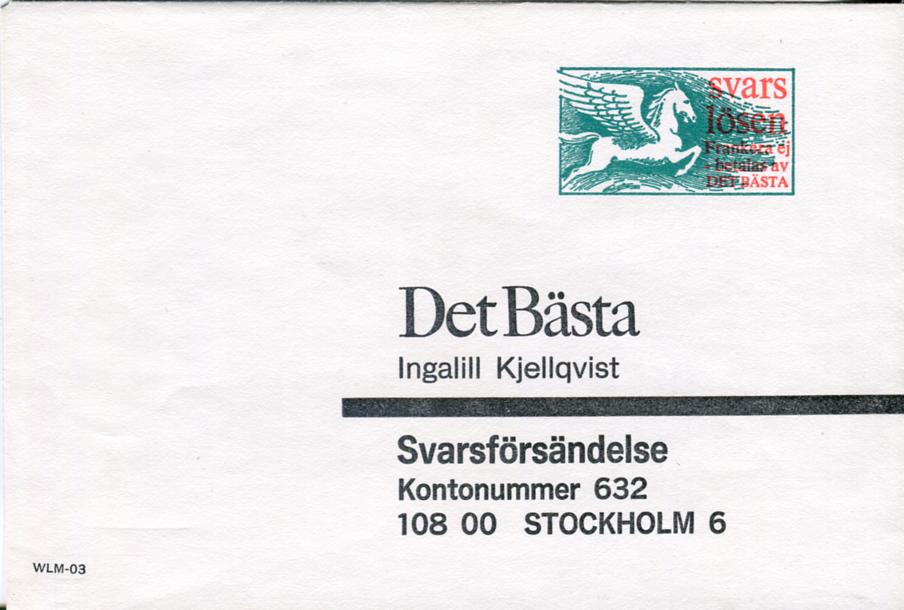 svars
lösen
Frankera ej
- betalas av
DET BÄSTA
Det Bästa
Ingalill Kjellqvist
Svarsförsändelse
Kontonummer 632
108 00 STOCKHOLM 6
WLM-03